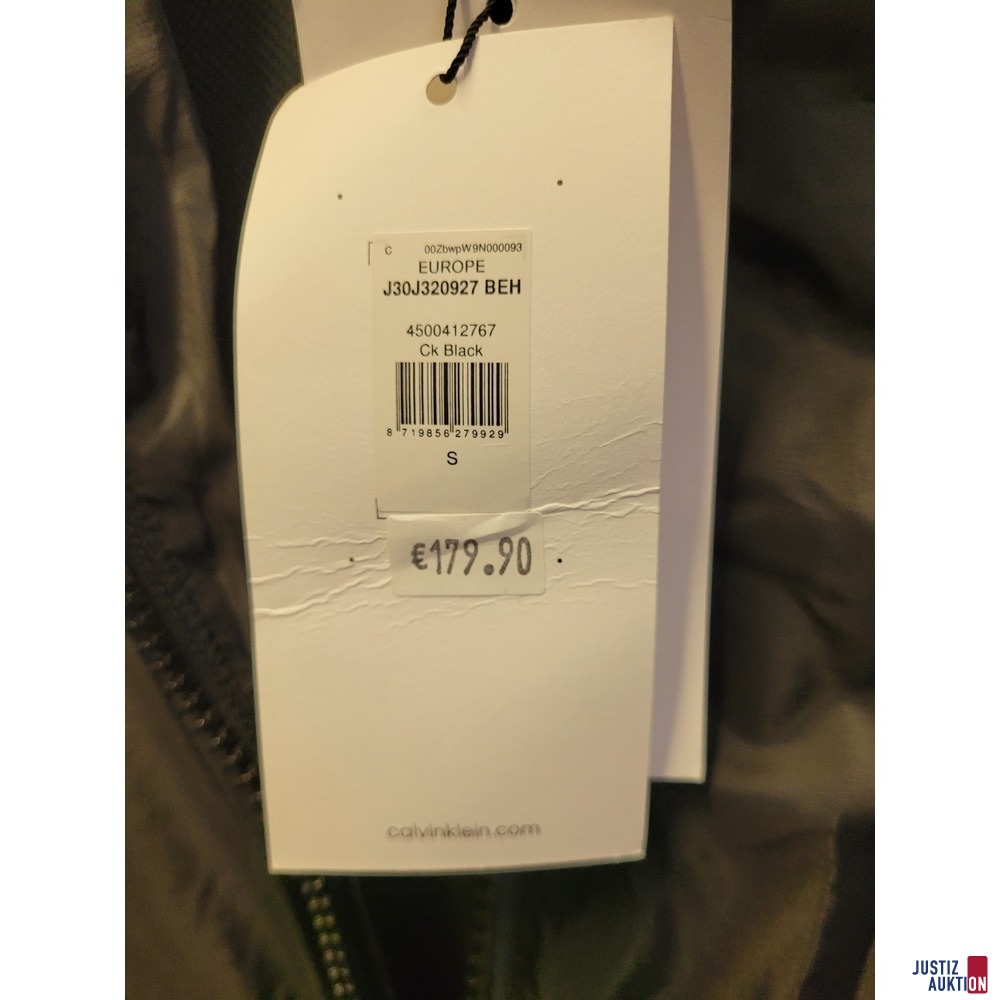 C 00ZbwpW9N000093
EUROPE
J30J320927 BEH
4500412767
Ck Black
8 719856 279929
S
€179.90
calvinklein.com
JUSTIZ
AUKTION